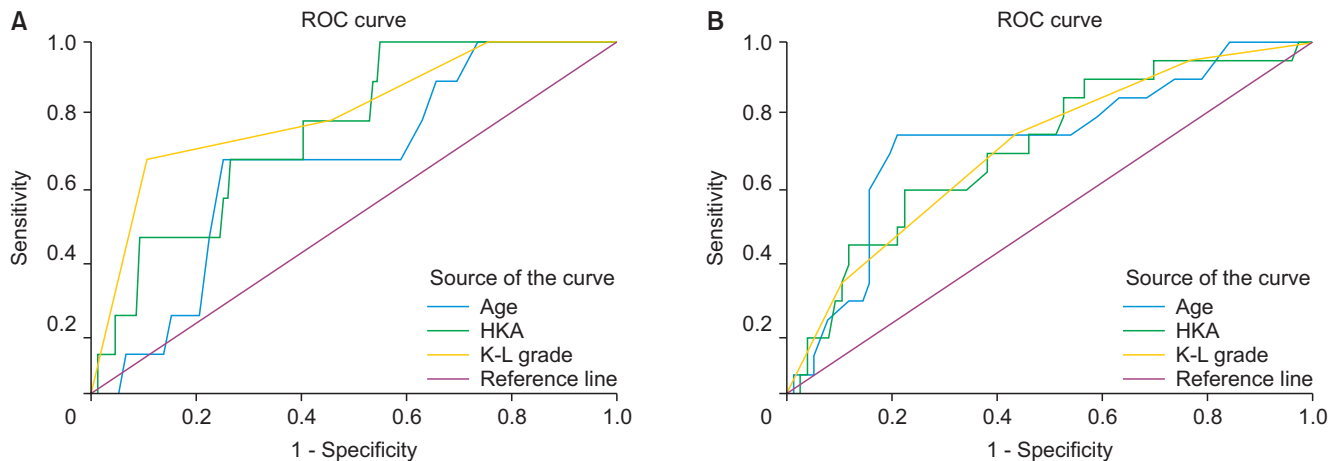 A
ROC curve
1.0
0.8
0.6
0.4
0.2
0
0.2
0.4
0.6
0.8
1.0
Sensitivity
1 - Specificity
Source of the curve
Age
HKA
K-L grade
Reference line
B
ROC curve
1.0
0.8
0.6
0.4
0.2
0
0.2
0.4
0.6
0.8
1.0
Sensitivity
1 - Specificity
Source of the curve
Age
HKA
K-L grade
Reference line